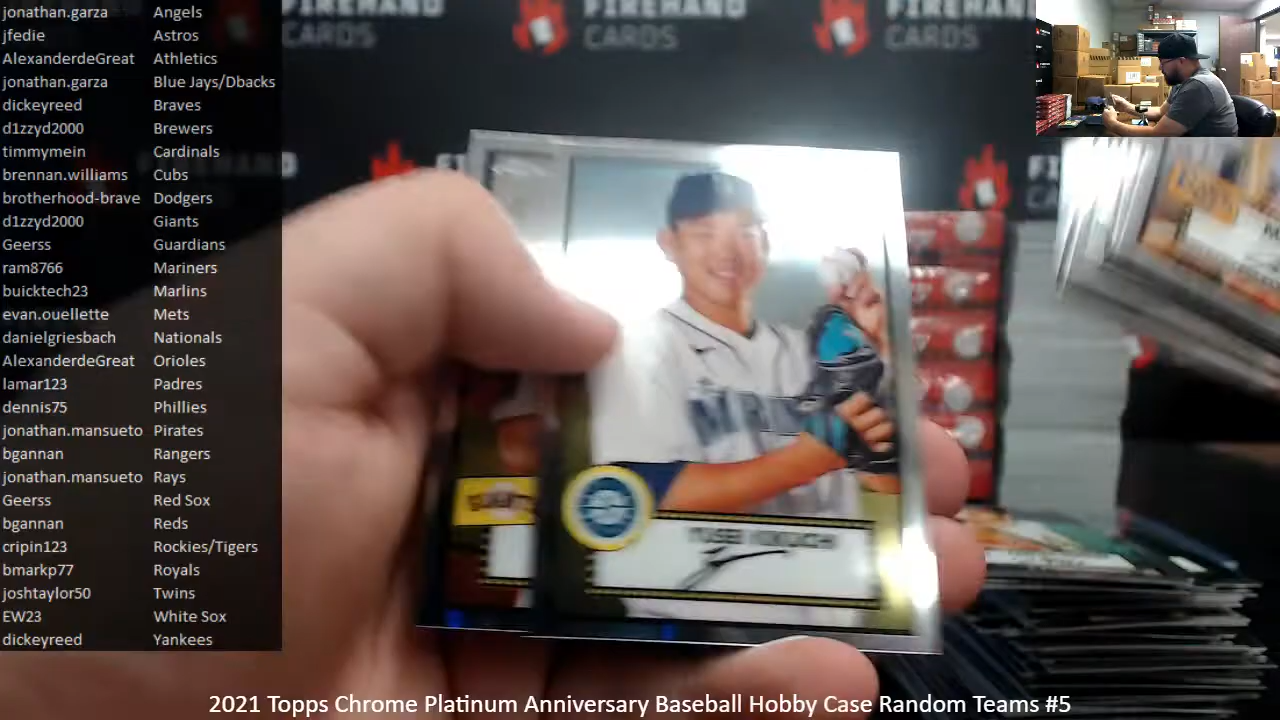 jonathan.garza Angels
jfedie Astros
AlexanderdeGreat Athletics
jonathan.garza Blue Jays/Dbacks
dickeyreed Braves
d1zzyd2000 Brewers
timmymein Cardinals
brennan.williams Cubs
brotherhood-brave Dodgers
d1zzyd2000 Giants
Geerss Guardians
ram8766 Mariners
buicktech23 Marlins
evan.ouellette Mets
danielgriesbach Nationals
AlexanderdeGreat Orioles
lamar123 Padres
dennis75 Phillies
jonathan.mansueto Pirates
bgannan Rangers
jonathan.mansueto Rays
Geerss Red Sox
bgannan Reds
cripin123 Rockies/Tigers
bmarkp77 Royals
joshtaylor50 Twins
EW23 White Sox
dickeyreed Yankees
FIREHAND CARDS
FIREHAND CARDS
FIREHAN CARDS
YUSEI KIKUCHI
2021 Topps Chrome Platinum Anniversary Baseball Hobby Case Random Teams #5